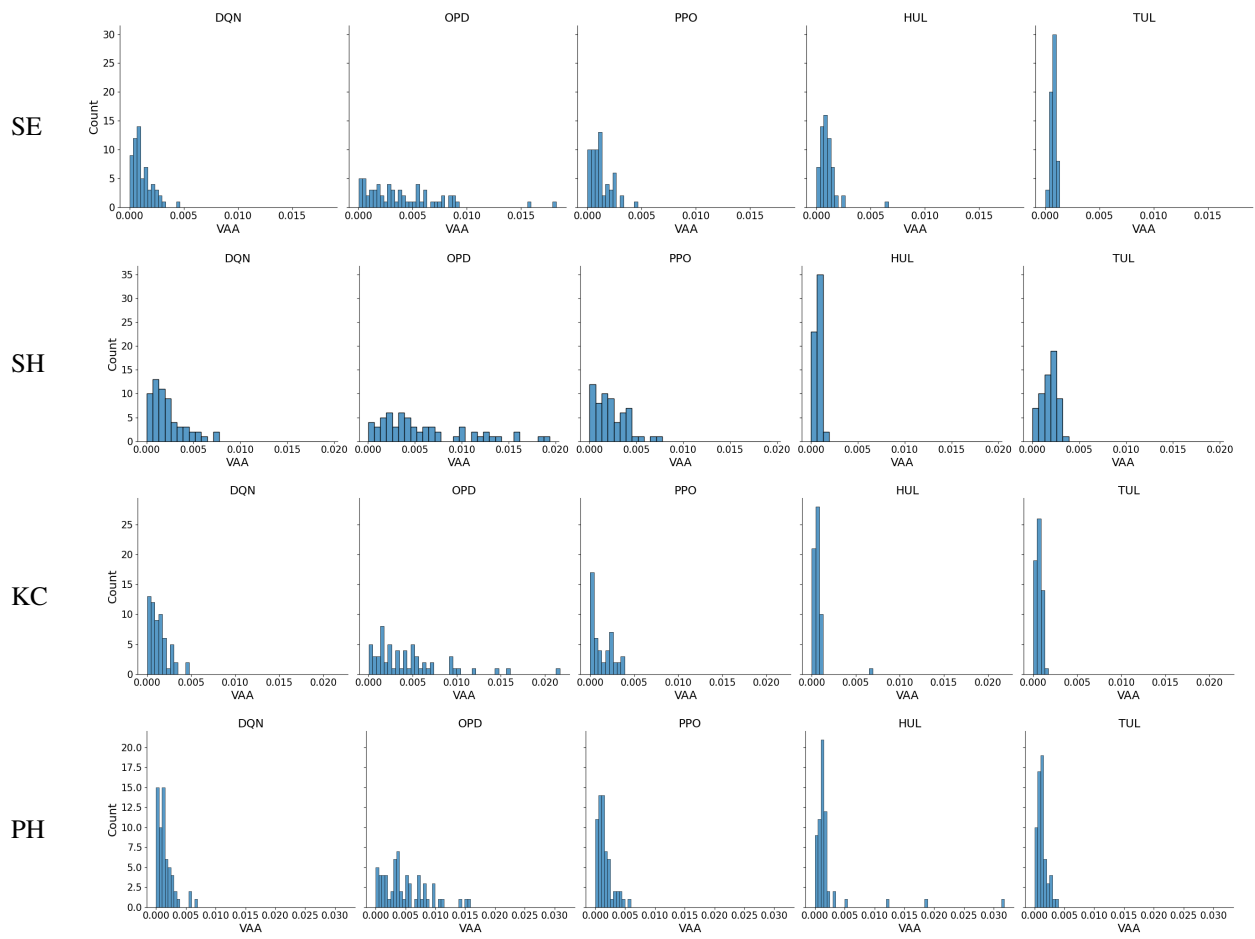 DQN OPD PPO HUL TUL
30
25
20
15
10
5
0
Count
SE
0.000 0.005 0.010 0.015 0.000 0.005 0.010 0.015 0.000 0.005 0.010 0.015 0.000 0.005 0.010 0.015 0.000 0.005 0.010 0.015
VAA VAA VAA VAA VAA
DQN OPD PPO HUL TUL
35
30
25
20
15
10
5
0
Count
SH
0.000 0.005 0.010 0.015 0.020 0.000 0.005 0.010 0.015 0.020 0.000 0.005 0.010 0.015 0.020 0.000 0.005 0.010 0.015 0.020 0.000 0.005 0.010 0.015 0.020
VAA VAA VAA VAA VAA
DQN OPD PPO HUL TUL
25
20
15
10
5
0
Count
KC
0.000 0.005 0.010 0.015 0.020 0.000 0.005 0.010 0.015 0.020 0.000 0.005 0.010 0.015 0.020 0.000 0.005 0.010 0.015 0.020 0.000 0.005 0.010 0.015 0.020
VAA VAA VAA VAA VAA
DQN OPD PPO HUL TUL
20.0
17.5
15.0
12.5
10.0
7.5
5.0
2.5
0.0
Count
PH
0.000 0.005 0.010 0.015 0.020 0.025 0.030 0.000 0.005 0.010 0.015 0.020 0.025 0.030 0.000 0.005 0.010 0.015 0.020 0.025 0.030 0.000 0.005 0.010 0.015 0.020 0.025 0.030 0.000 0.005 0.010 0.015 0.020 0.025 0.030
VAA VAA VAA VAA VAA